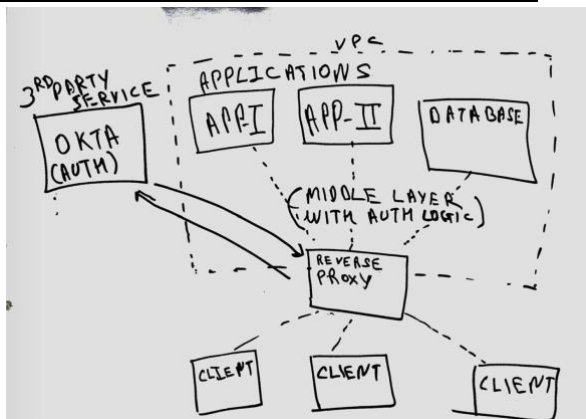 VPC
3RD PARTY
SERVICE
OKTA
(AUTH)
APPLICATIONS
APP-I
APP-II
DATABASE
(MIDDLE LAYER
WITH AUTH LOGIC)
REVERSE
PROXY
CLIENT
CLIENT
CLIENT